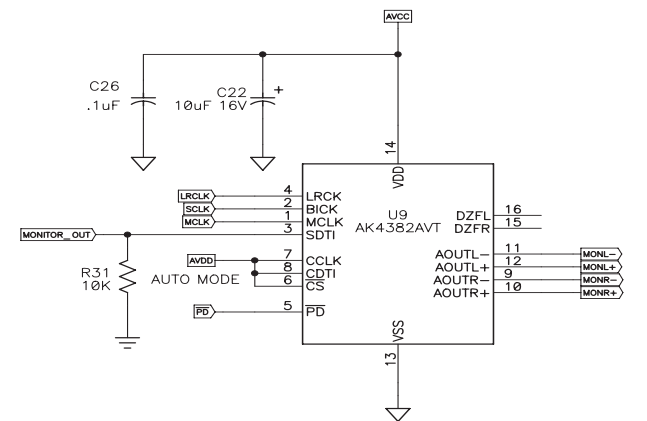 AVCC
C26
.1uF
C22 +
10uF 16V
14
VDD
LRCLK 4 LRCK
SCLK 2 BICK
MCLK 1 MCLK
MONITOR_OUT 3 SDTI
U9
AK4382AVT
DZFL 16
DZFR 15
AVDD 7 CCLK
8 CDTI
6 CS
AUTO MODE
R31
10K
PD 5 PD
AOUTL- 11 MONL-
AOUTL+ 12 MONL+
AOUTR- 9 MONR-
AOUTR+ 10 MONR+
VSS
13